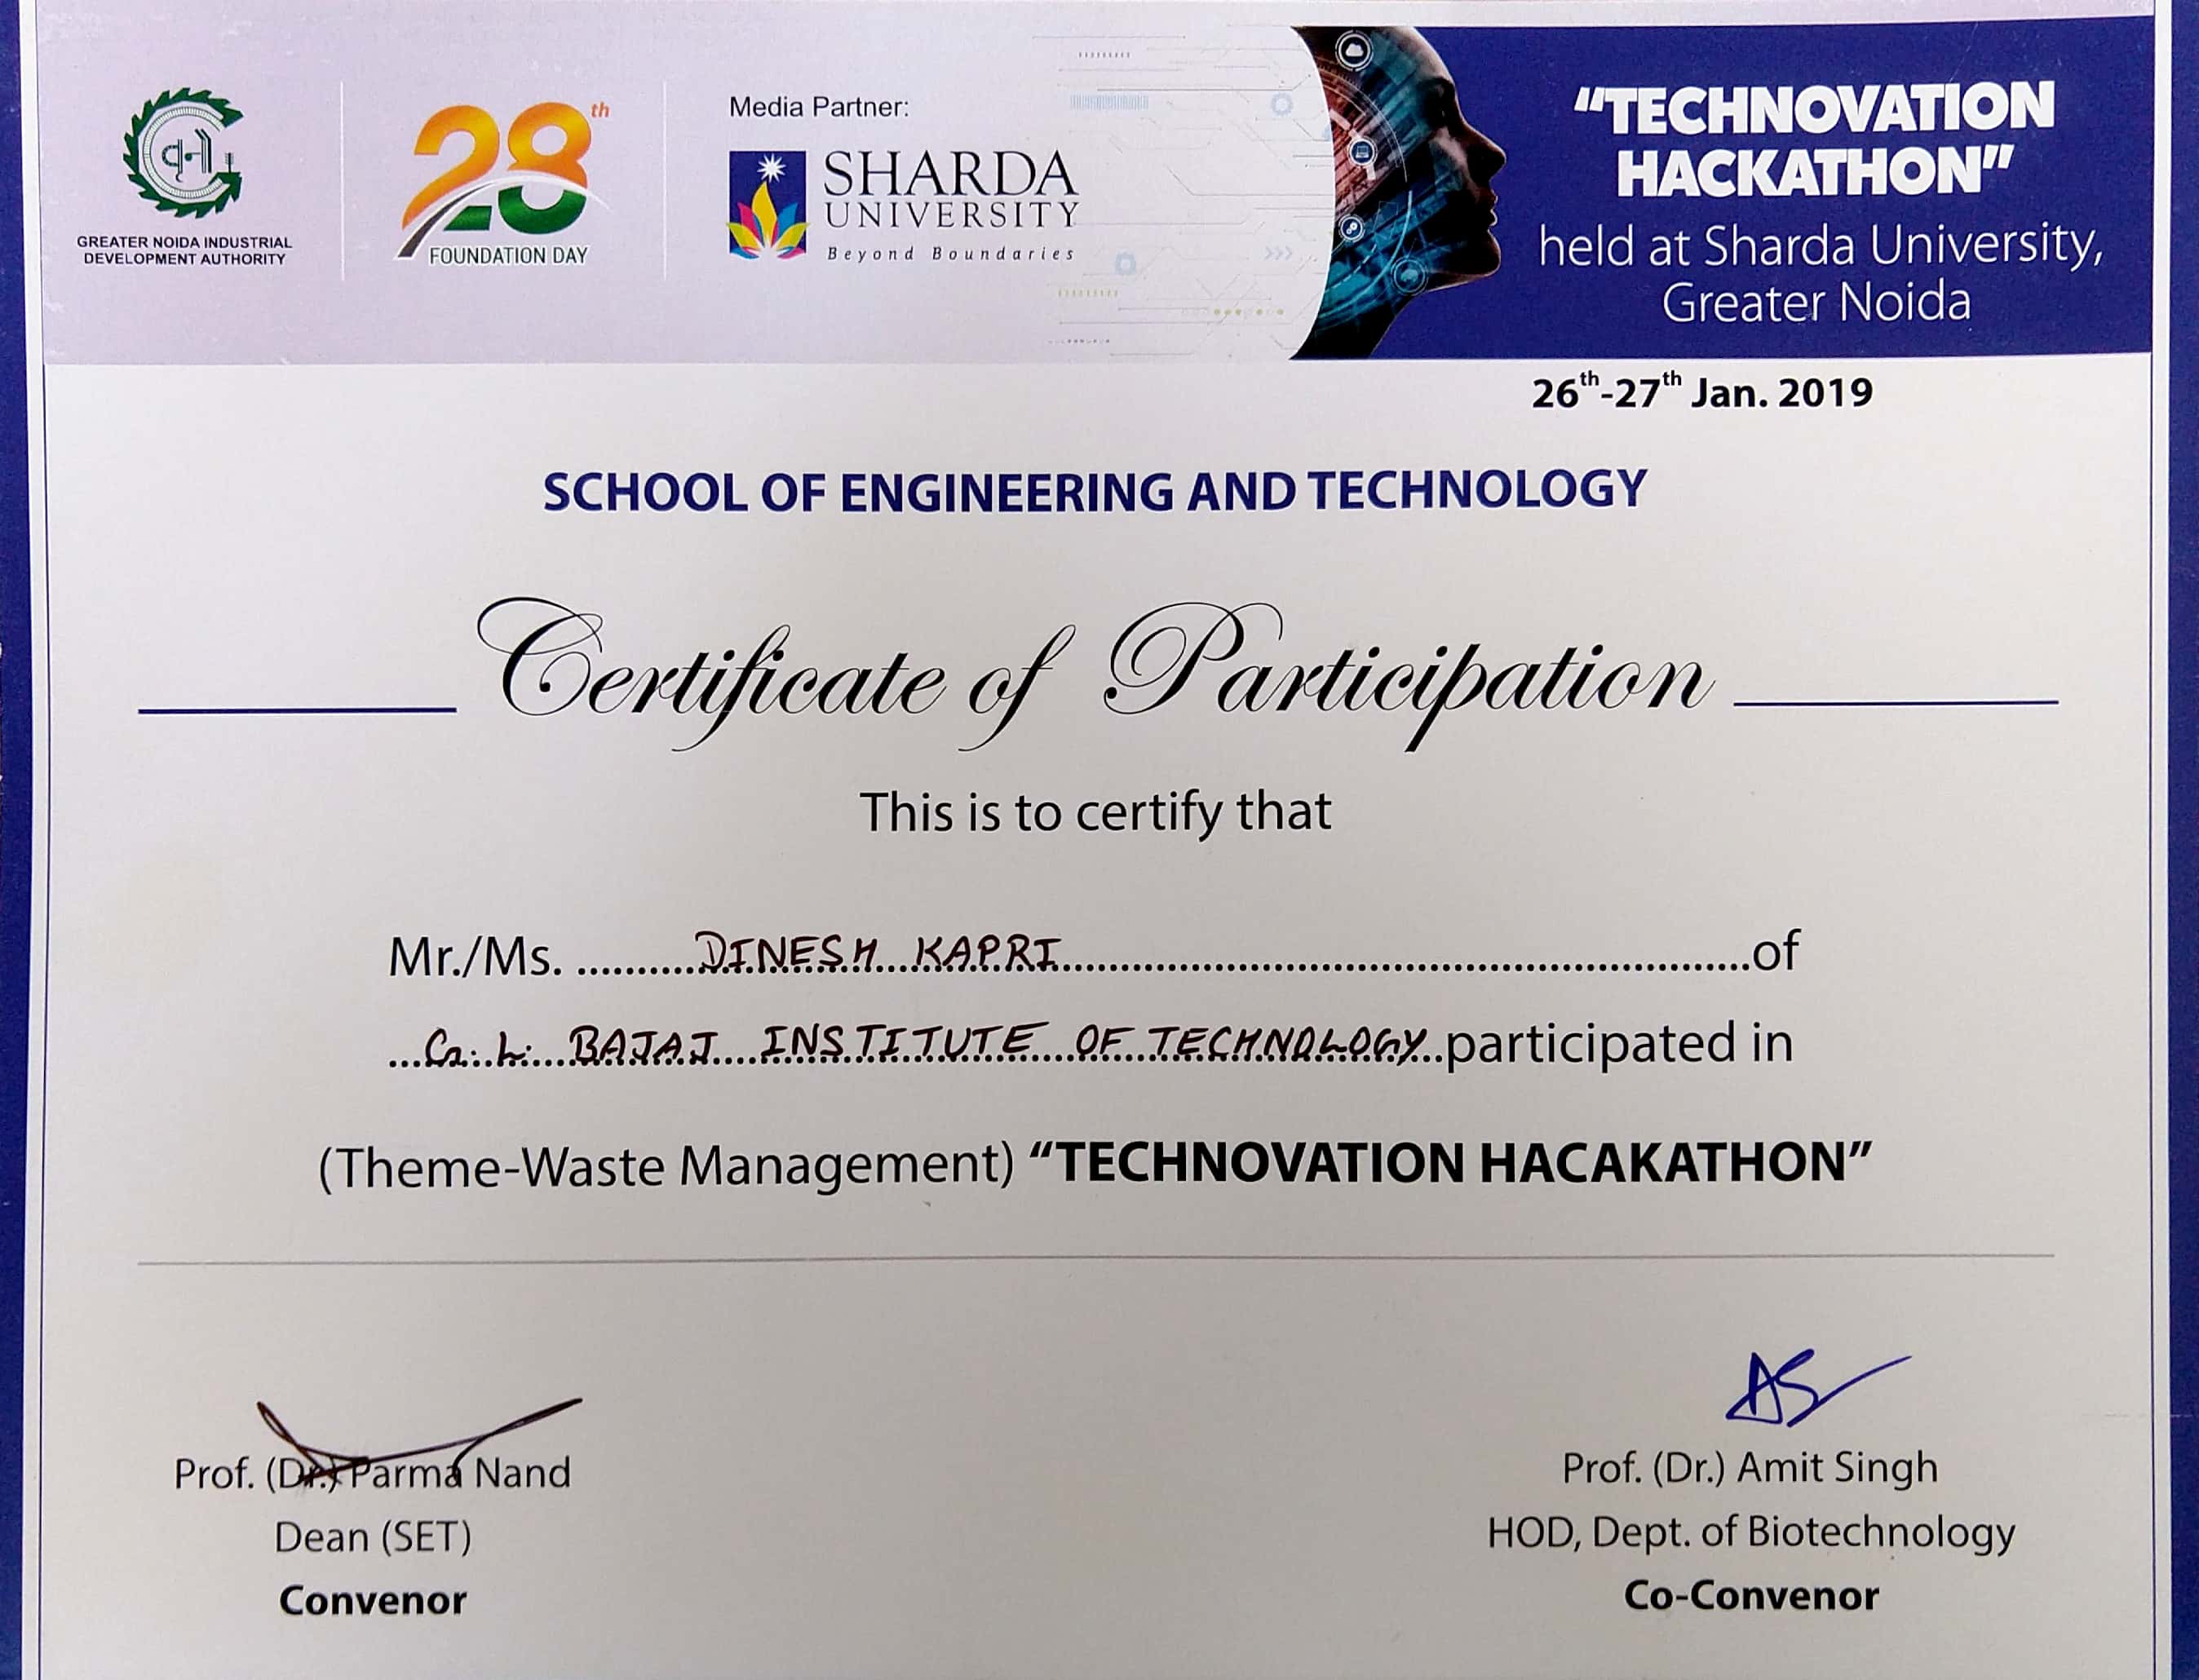 GREATER NOIDA INDUSTRIAL
DEVELOPMENT AUTHORITY
28th
FOUNDATION DAY
Media Partner:
SHARDA
UNIVERSITY
Beyond Boundaries
“TECHNOVATION
HACKATHON”
held at Sharda University,
Greater Noida
26th-27th Jan. 2019
SCHOOL OF ENGINEERING AND TECHNOLOGY
Certificate of Participation
This is to certify that
Mr./Ms. ..........DINESH KAPRI..........of
...G. L. BAJAJ INSTITUTE OF TECHNOLOGY..participated in
(Theme-Waste Management) “TECHNOVATION HACAKATHON”
AS
Prof. (Dr.) Parma Nand
Dean (SET)
Convenor
Prof. (Dr.) Amit Singh
HOD, Dept. of Biotechnology
Co-Convenor